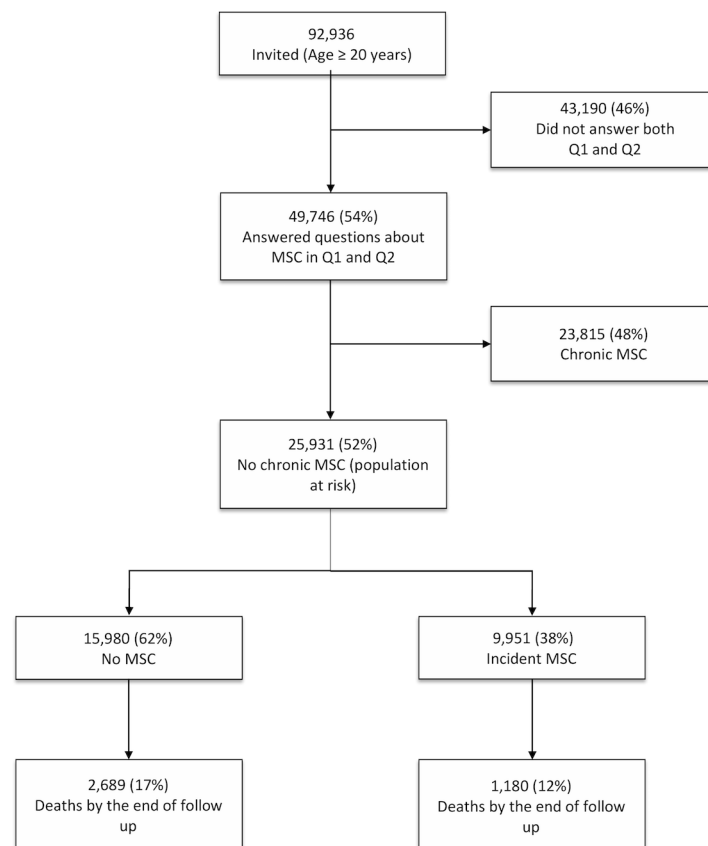 92,936
Invited (Age ≥ 20 years)
43,190 (46%)
Did not answer both
Q1 and Q2
49,746 (54%)
Answered questions about
MSC in Q1 and Q2
23,815 (48%)
Chronic MSC
25,931 (52%)
No chronic MSC (population
at risk)
15,980 (62%)
No MSC
9,951 (38%)
Incident MSC
2,689 (17%)
Deaths by the end of follow
up
1,180 (12%)
Deaths by the end of follow
up